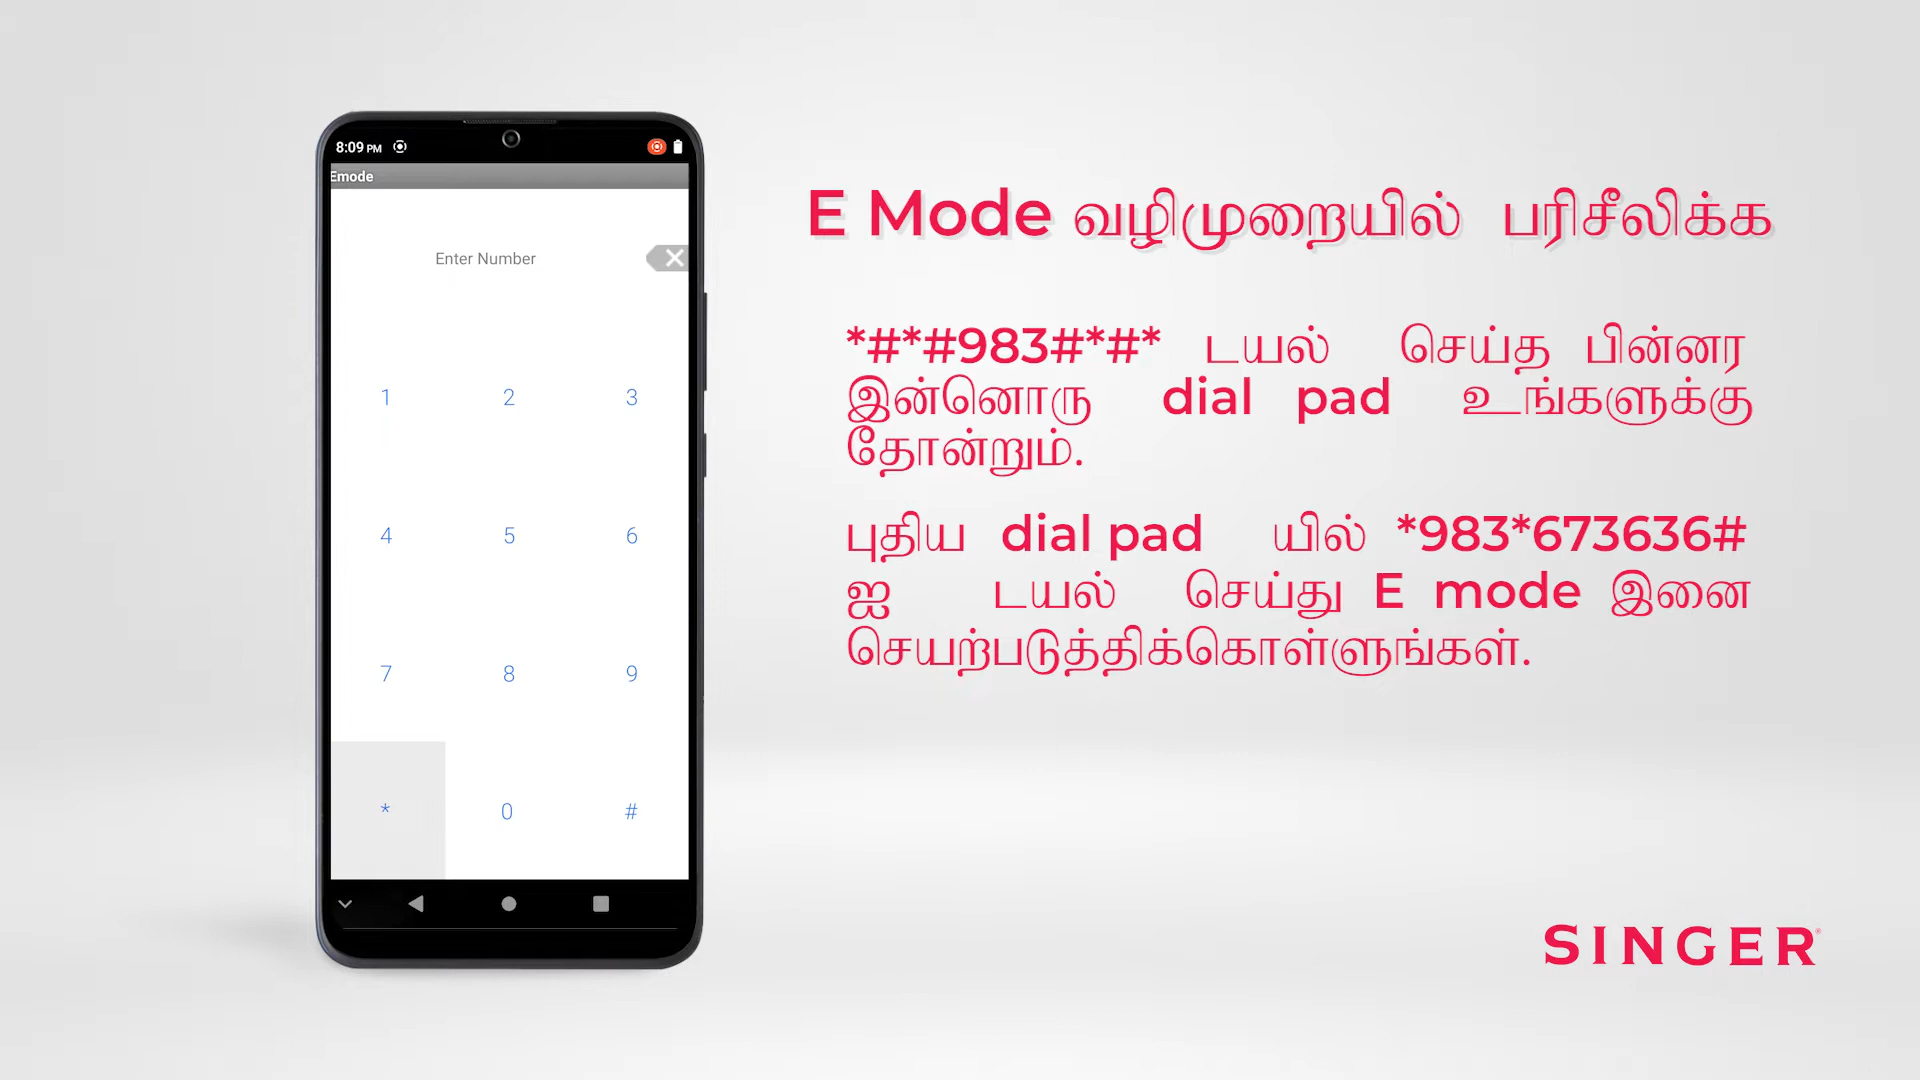 8:09 PM
Emode
Enter Number
1 2 3
4 5 6
7 8 9
* 0 #
E Mode வழிமுறையில் பரிசீலிக்க
*#*#983#*#* டயல் செய்த பின்னர
இன்னொரு dial pad உங்களுக்கு
தோன்றும்.
புதிய dial pad யில் *983*673636#
ஐ டயல் செய்து E mode இனை
செயற்படுத்திக்கொள்ளுங்கள்.
SINGER